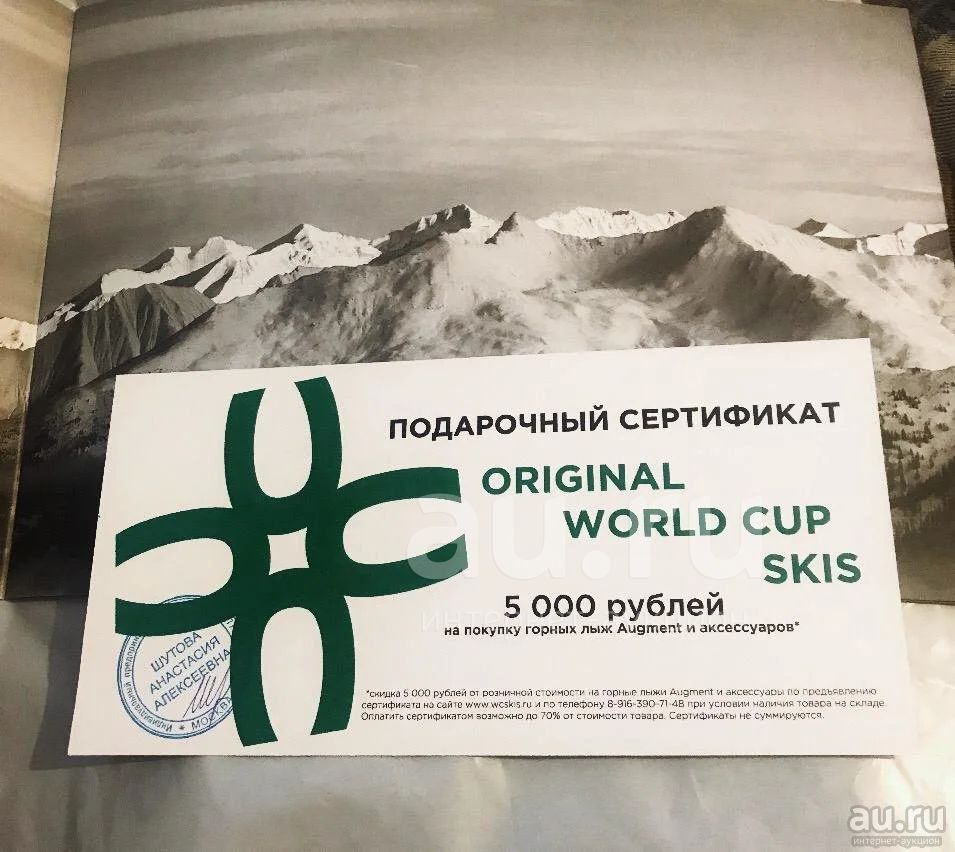 ПОДАРОЧНЫЙ СЕРТИФИКАТ
ORIGINAL
WORLD CUP
SKIS
5 000 рублей
на покупку горных лыж Augment и аксессуаров*
*скидка 5 000 рублей от розничной стоимости на горные лыжи Augment и аксессуары по предъявлению
сертификата на сайте www.wcskis.ru и по телефону 8-916-390-71-48 при условии наличия товара на складе.
Оплатить сертификатом возможно до 70% от стоимости товара. Сертификаты не суммируются.
ШУТОВА
АНАСТАСИЯ
АЛЕКСЕЕВНА
Индивидуальный предприниматель
* МОСКВА
au.ru
au.ru
интернет-аукцион